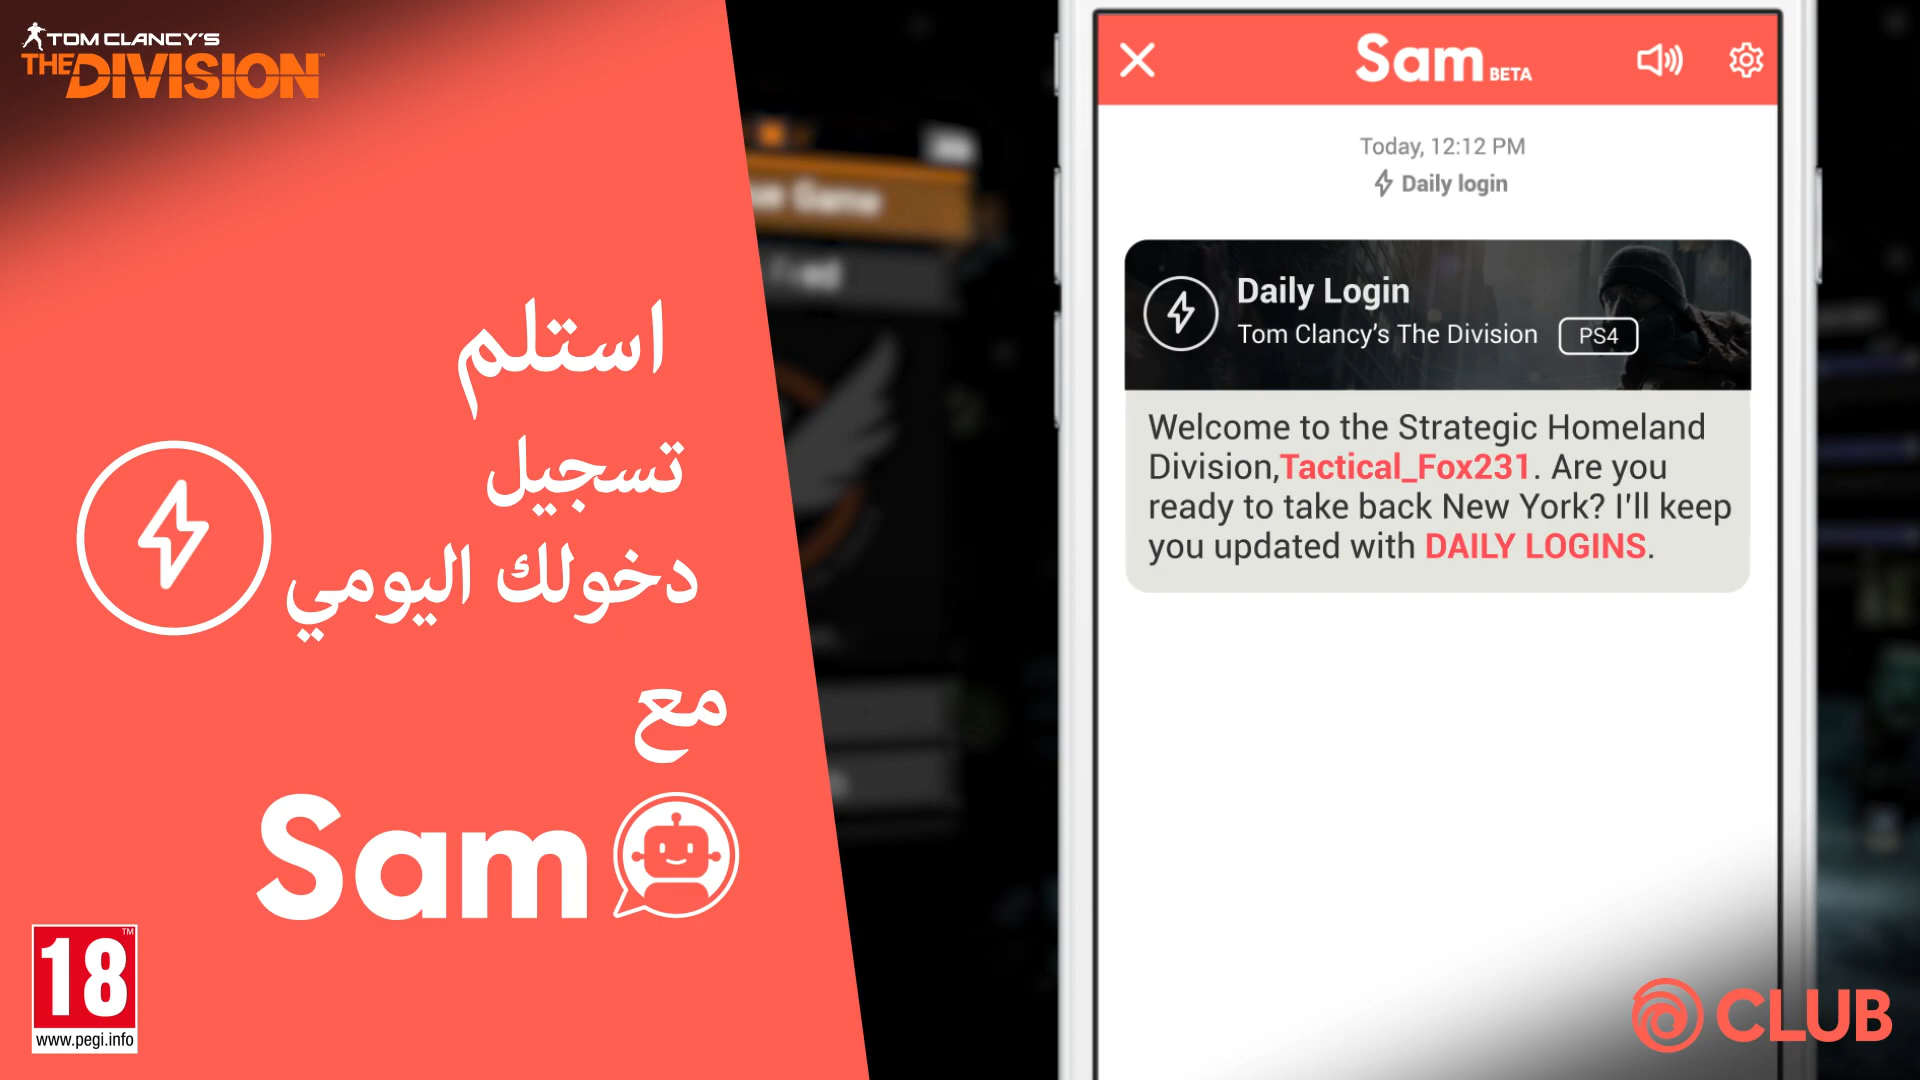 TOM CLANCY'S
THE DIVISION™
استلم
تسجيل
دخولك اليومي
مع
Sam
18™
www.pegi.info
Sam BETA
Today, 12:12 PM
Daily login
Daily Login
Tom Clancy's The Division PS4
Welcome to the Strategic Homeland
Division,Tactical_Fox231. Are you
ready to take back New York? I'll keep
you updated with DAILY LOGINS.
CLUB